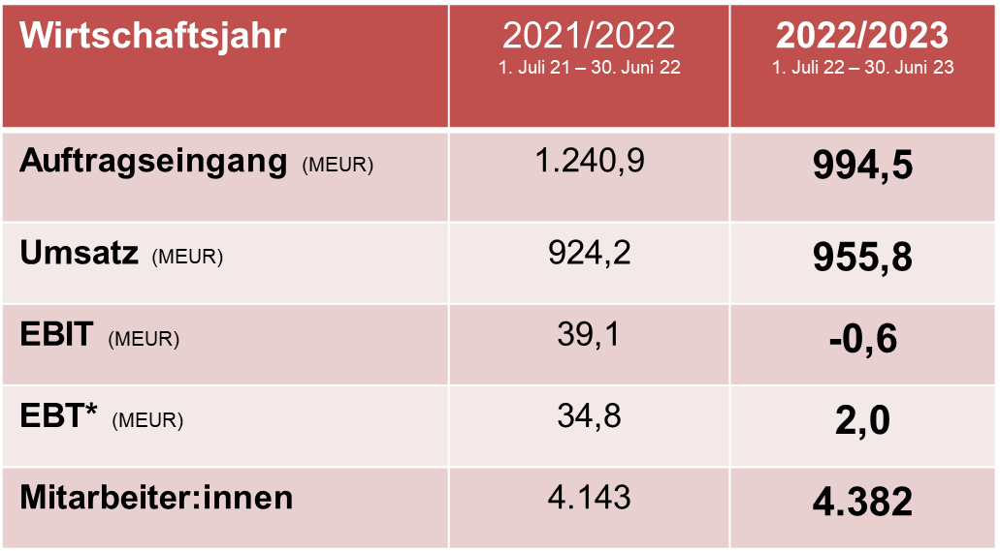 Wirtschaftsjahr 2021/2022 2022/2023
1. Juli 21 – 30. Juni 22 1. Juli 22 – 30. Juni 23
Auftragseingang (MEUR) 1.240,9 994,5
Umsatz (MEUR) 924,2 955,8
EBIT (MEUR) 39,1 -0,6
EBT* (MEUR) 34,8 2,0
Mitarbeiter:innen 4.143 4.382